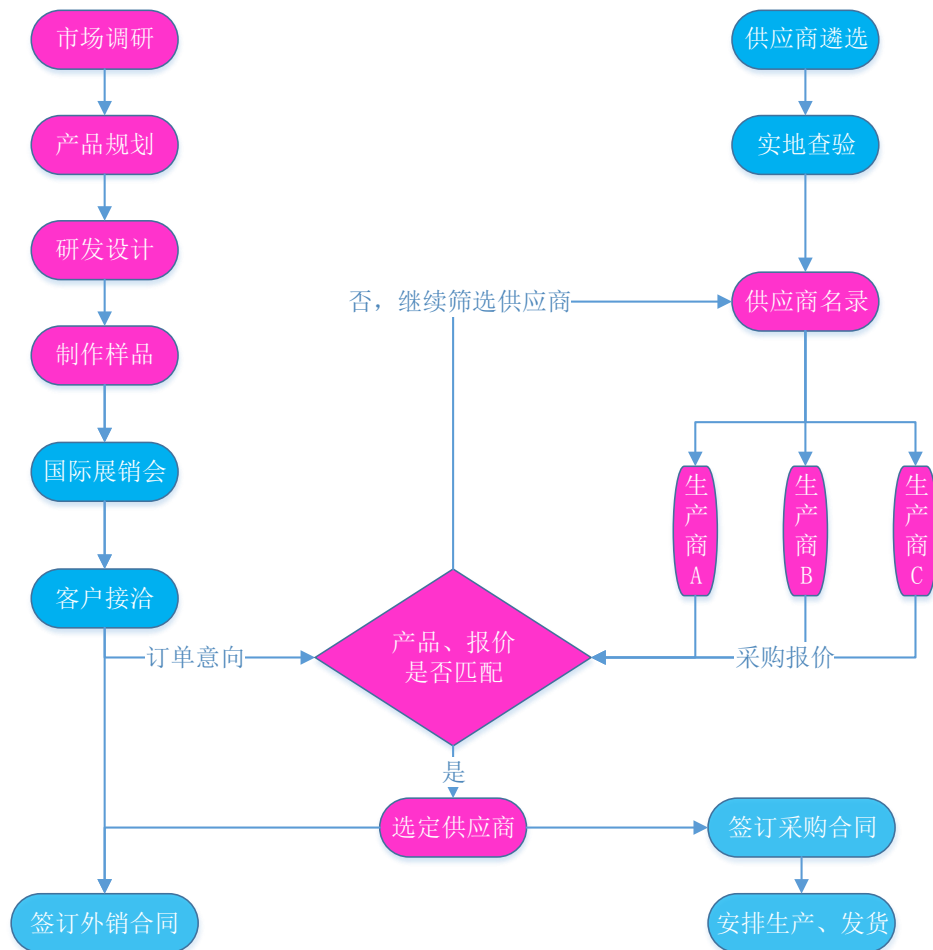 市场调研
供应商遴选
产品规划
实地查验
研发设计
否，继续筛选供应商
供应商名录
制作样品
国际展销会
生产商A
生产商B
生产商C
客户接洽
订单意向
产品、报价
是否匹配
采购报价
是
选定供应商
签订采购合同
签订外销合同
安排生产、发货